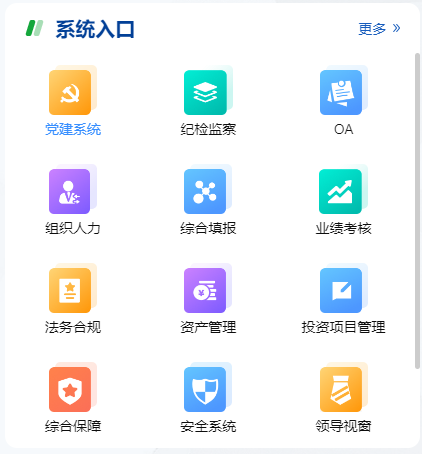 系统入口 更多 »
党建系统 纪检监察 OA
组织人力 综合填报 业绩考核
法务合规 资产管理 投资项目管理
综合保障 安全系统 领导视窗